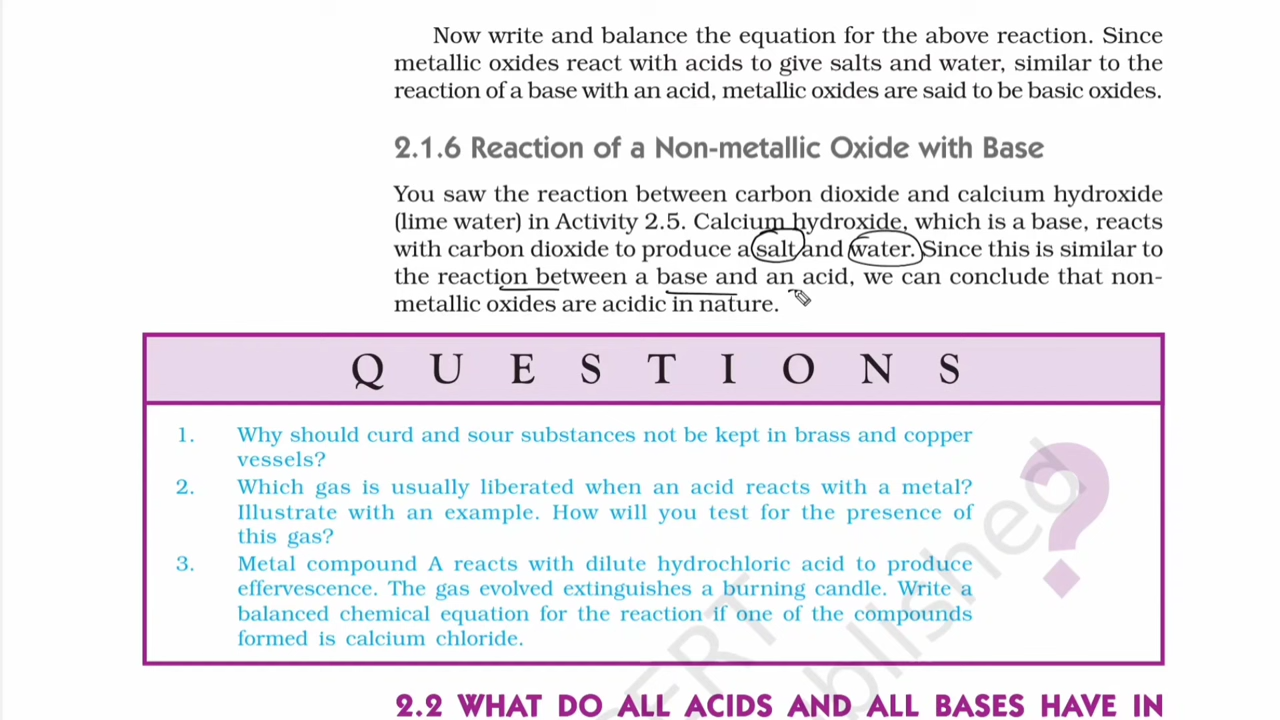 Now write and balance the equation for the above reaction. Since
metallic oxides react with acids to give salts and water, similar to the
reaction of a base with an acid, metallic oxides are said to be basic oxides.
2.1.6 Reaction of a Non-metallic Oxide with Base
You saw the reaction between carbon dioxide and calcium hydroxide
(lime water) in Activity 2.5. Calcium hydroxide, which is a base, reacts
with carbon dioxide to produce a salt and water. Since this is similar to
the reaction between a base and an acid, we can conclude that non-
metallic oxides are acidic in nature.
QUESTIONS
1. Why should curd and sour substances not be kept in brass and copper
vessels?
2. Which gas is usually liberated when an acid reacts with a metal?
Illustrate with an example. How will you test for the presence of
this gas?
3. Metal compound A reacts with dilute hydrochloric acid to produce
effervescence. The gas evolved extinguishes a burning candle. Write a
balanced chemical equation for the reaction if one of the compounds
formed is calcium chloride.
?
2.2 WHAT DO ALL ACIDS AND ALL BASES HAVE IN